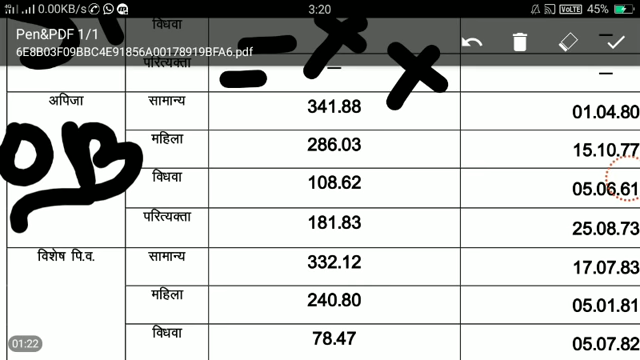 0.00KB/s VoLTE 3:20 45%
Pen&PDF 1/1
6E8B03F09BBC4E91856A00178919BFA6.pdf
विधवा –
परित्यक्ता – –
अपिजा सामान्य 341.88 01.04.80
महिला 286.03 15.10.77
विधवा 108.62 05.06.61
परित्यक्ता 181.83 25.08.73
OB
विशेष पि.व. सामान्य 332.12 17.07.83
महिला 240.80 05.01.81
विधवा 78.47 05.07.82
01:22